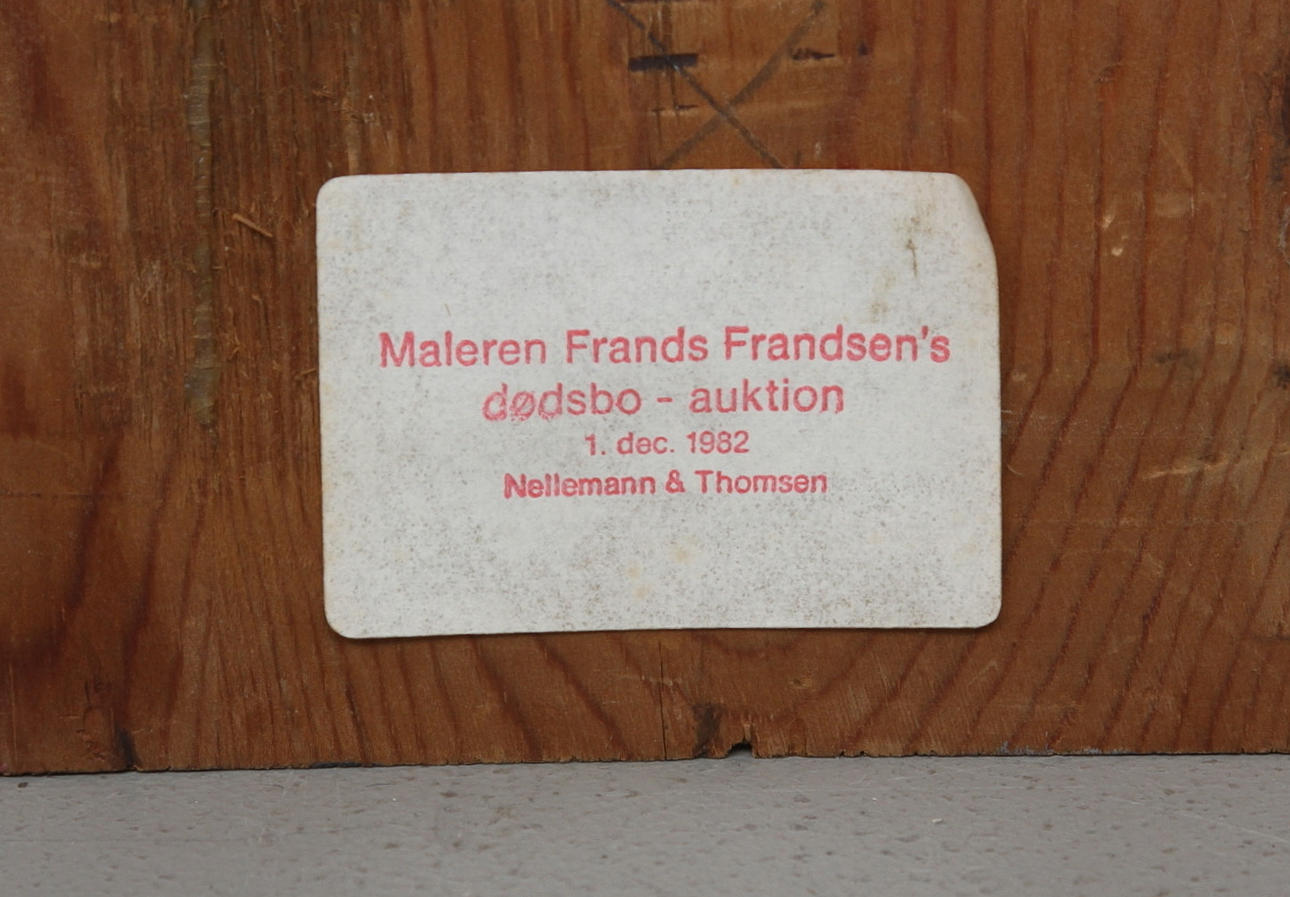 Maleren Frands Frandsen's
dødsbo - auktion
1. dec. 1982
Nellemann & Thomsen